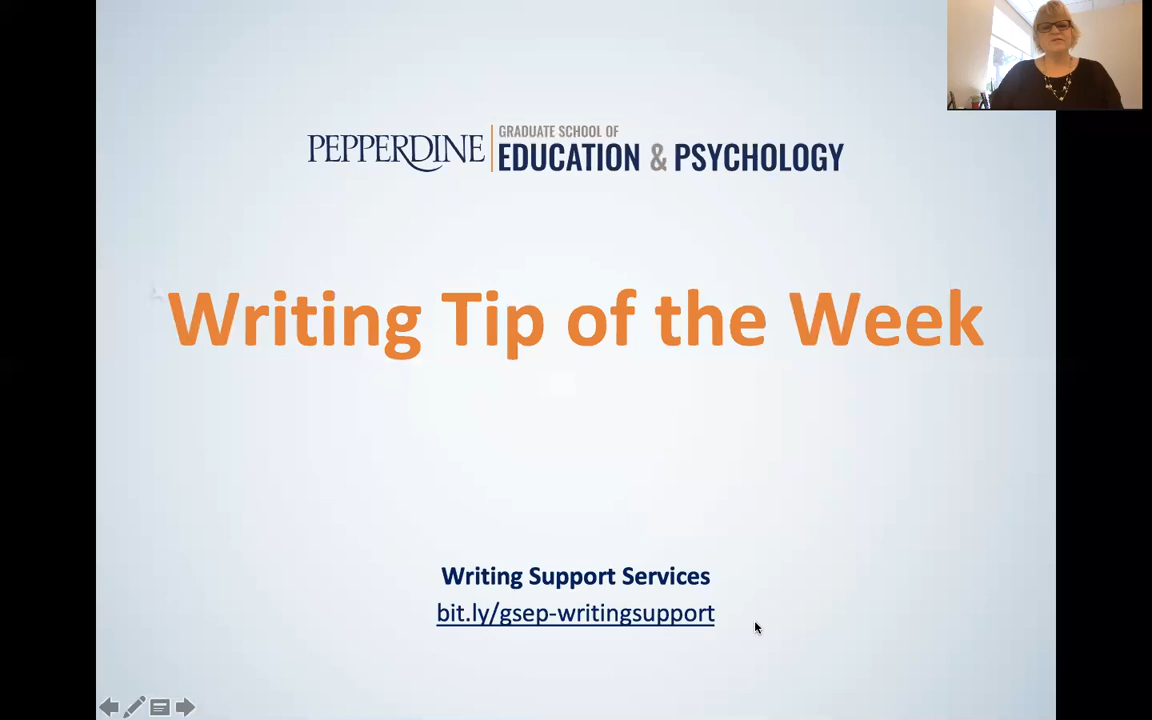 PEPPERDINE
GRADUATE SCHOOL OF
EDUCATION & PSYCHOLOGY
Writing Tip of the Week
Writing Support Services
bit.ly/gsep-writingsupport